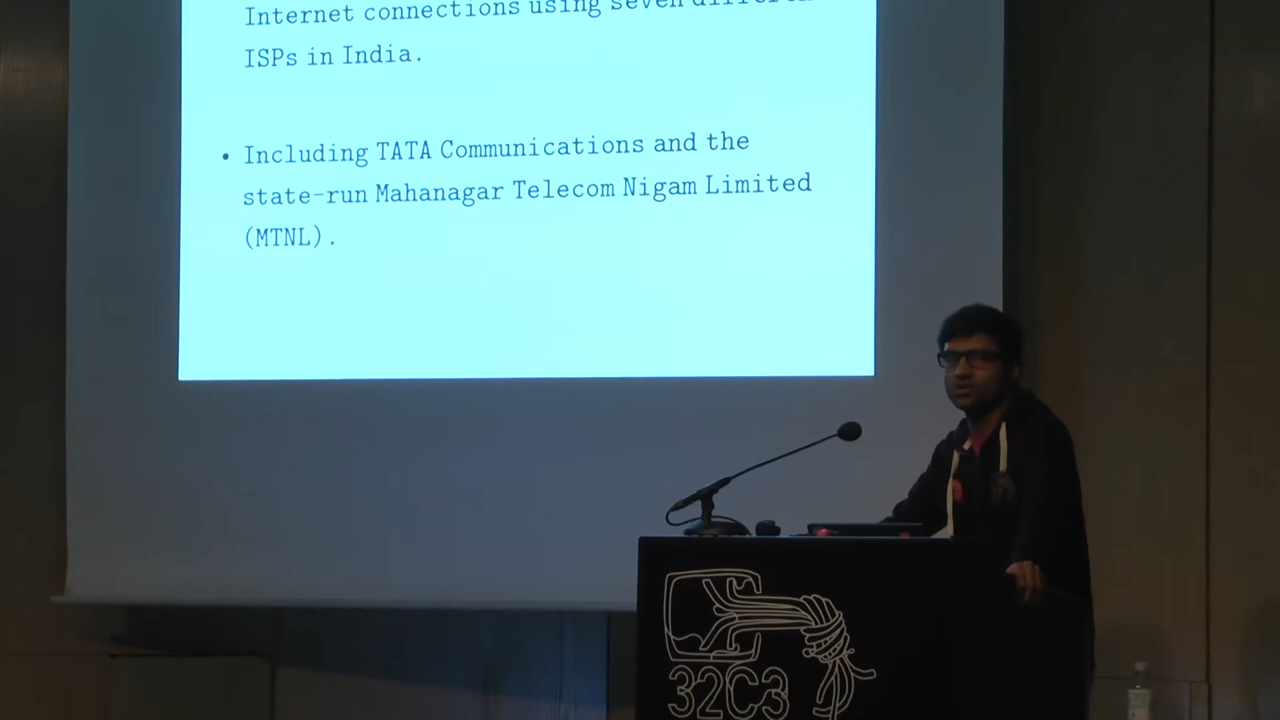 Internet connections using seven
ISPs in India.
• Including TATA Communications and the
state-run Mahanagar Telecom Nigam Limited
(MTNL).
32C3